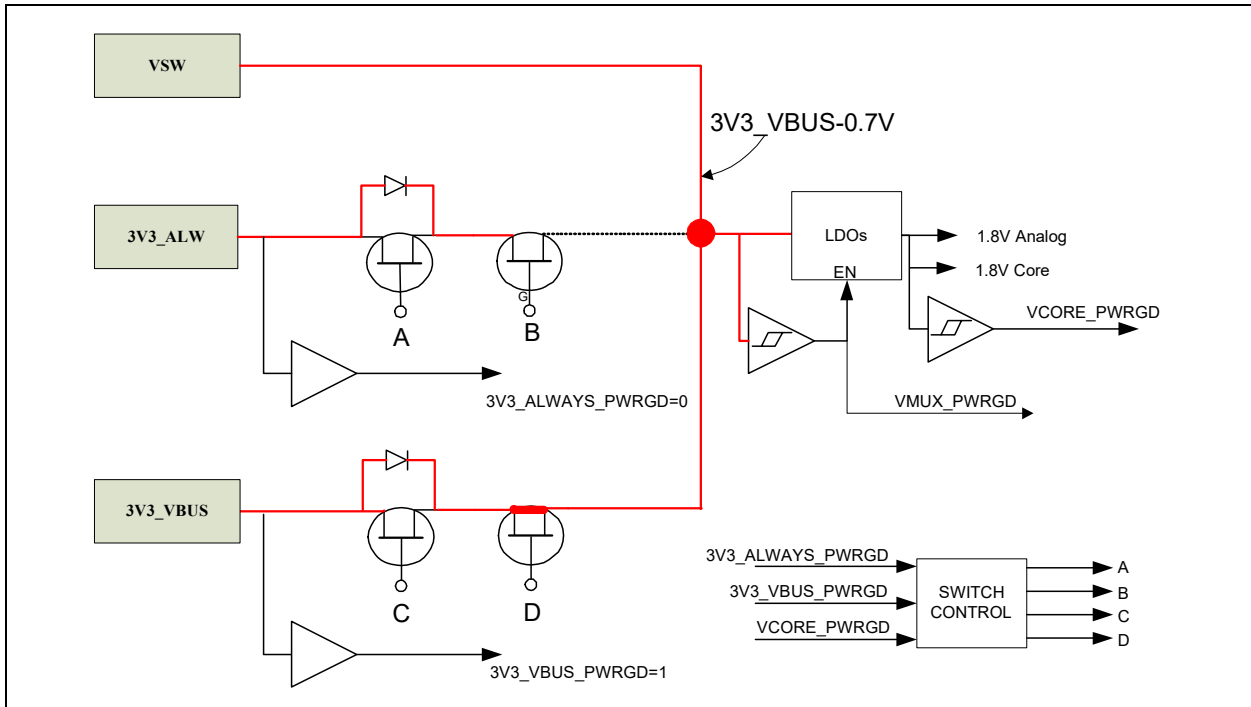 VSW
3V3_VBUS-0.7V
3V3_ALW
LDOs
EN
1.8V Analog
1.8V Core
G
A
B
VCORE_PWRGD
3V3_ALWAYS_PWRGD=0
VMUX_PWRGD
3V3_VBUS
C
D
3V3_VBUS_PWRGD=1
3V3_ALWAYS_PWRGD
3V3_VBUS_PWRGD
VCORE_PWRGD
SWITCH
CONTROL
A
B
C
D